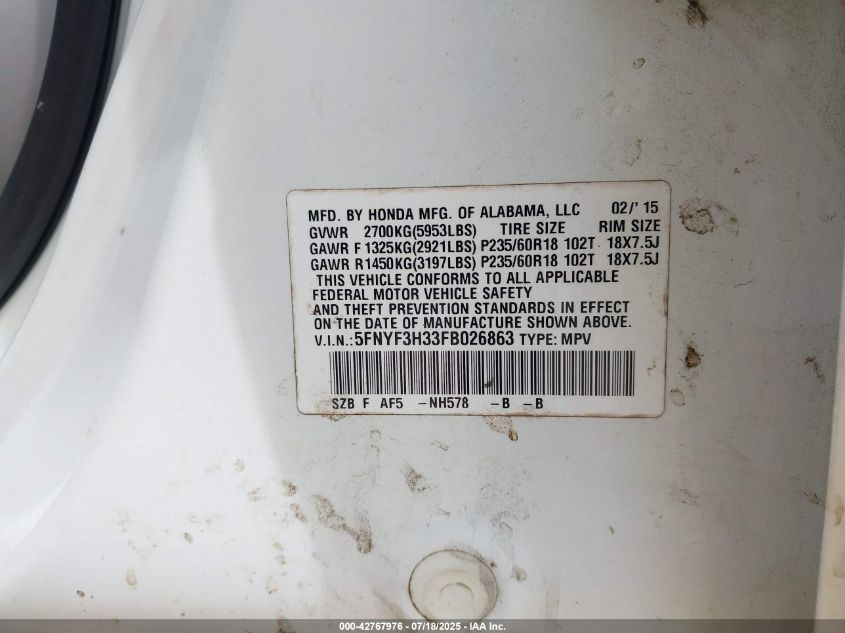 MFD. BY HONDA MFG. OF ALABAMA, LLC 02/' 15
GVWR 2700KG(5953LBS) TIRE SIZE RIM SIZE
GAWR F 1325KG(2921LBS) P235/60R18 102T 18X7.5J
GAWR R1450KG(3197LBS) P235/60R18 102T 18X7.5J
THIS VEHICLE CONFORMS TO ALL APPLICABLE
FEDERAL MOTOR VEHICLE SAFETY
AND THEFT PREVENTION STANDARDS IN EFFECT
ON THE DATE OF MANUFACTURE SHOWN ABOVE.
V.I.N.:5FNYF3H33FB026863 TYPE: MPV
SZB F AF5 -NH578 -B -B
000-42767976 - 07/18/2025 - IAA Inc.